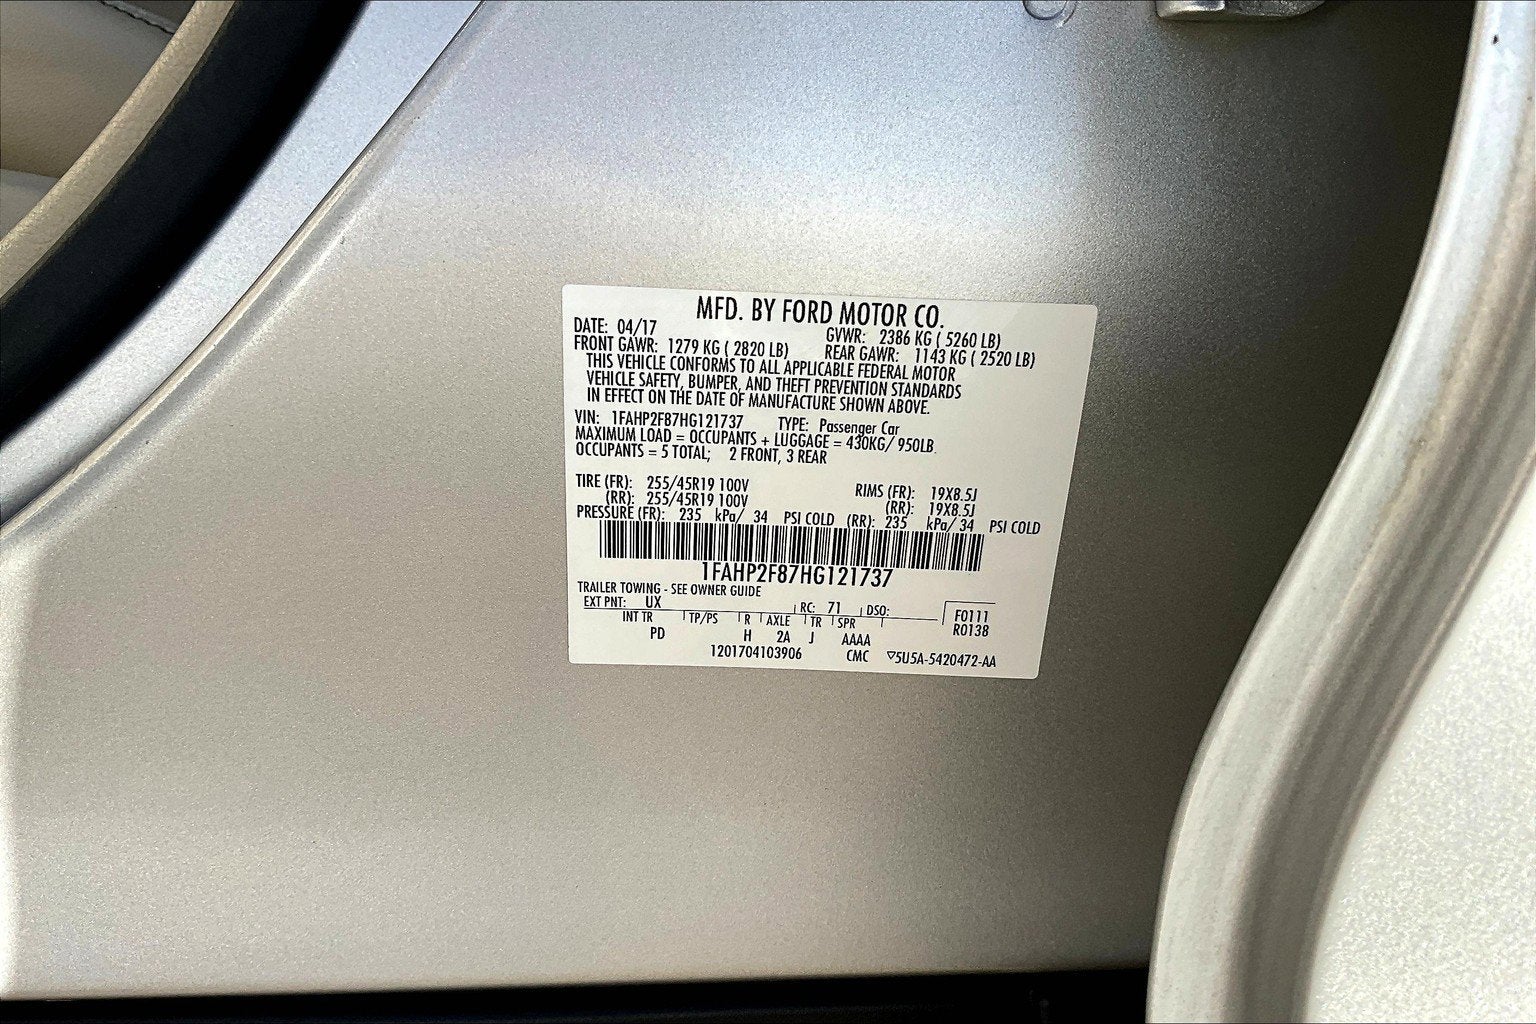 MFD. BY FORD MOTOR CO.
DATE: 04/17 GVWR: 2386 KG ( 5260 LB)
FRONT GAWR: 1279 KG ( 2820 LB) REAR GAWR: 1143 KG ( 2520 LB)
THIS VEHICLE CONFORMS TO ALL APPLICABLE FEDERAL MOTOR
VEHICLE SAFETY, BUMPER, AND THEFT PREVENTION STANDARDS
IN EFFECT ON THE DATE OF MANUFACTURE SHOWN ABOVE.
VIN: 1FAHP2F87HG121737 TYPE: Passenger Car
MAXIMUM LOAD = OCCUPANTS + LUGGAGE = 430KG/ 950LB.
OCCUPANTS = 5 TOTAL; 2 FRONT, 3 REAR
TIRE (FR): 255/45R19 100V RIMS (FR): 19X8.5J
(RR): 255/45R19 100V (RR): 19X8.5J
PRESSURE (FR): 235 kPa/ 34 PSI COLD (RR): 235 kPa/ 34 PSI COLD
1FAHP2F87HG121737
TRAILER TOWING - SEE OWNER GUIDE
EXT PNT: UX RC: 71 DSO: F0111
INT TR TP/PS R AXLE TR SPR R0138
PD H 2A J AAAA
1201704103906 CMC ▽5U5A-5420472-AA